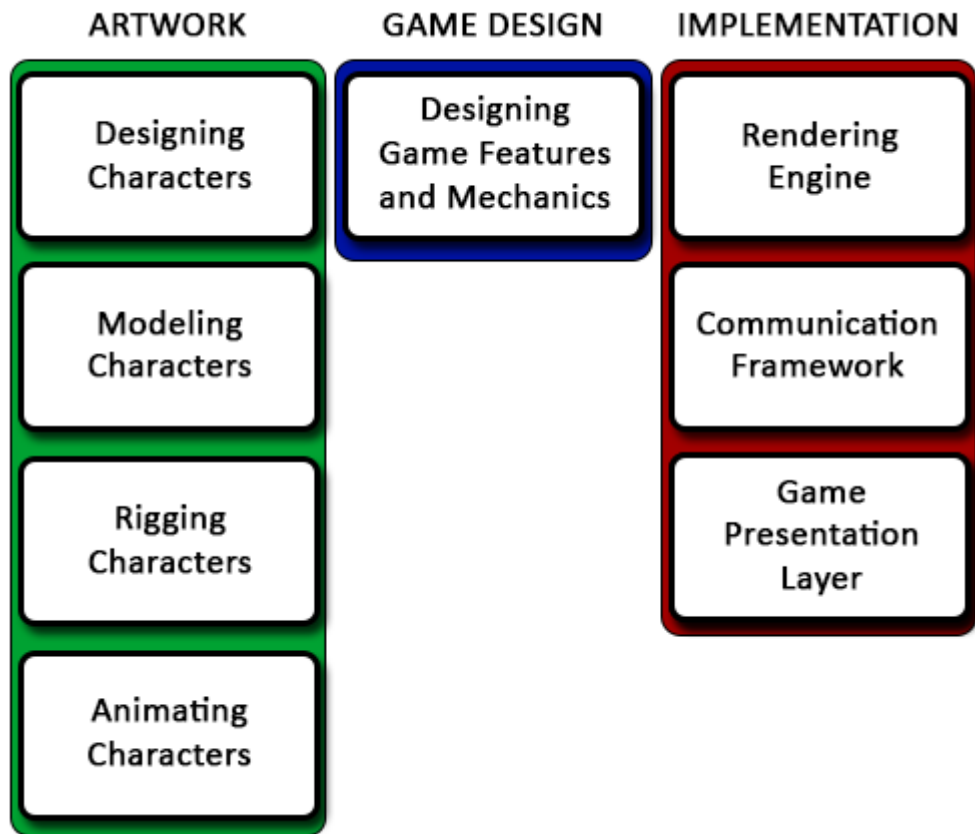 ARTWORK
Designing
Characters
Modeling
Characters
Rigging
Characters
Animating
Characters
GAME DESIGN
Designing
Game Features
and Mechanics
IMPLEMENTATION
Rendering
Engine
Communication
Framework
Game
Presentation
Layer